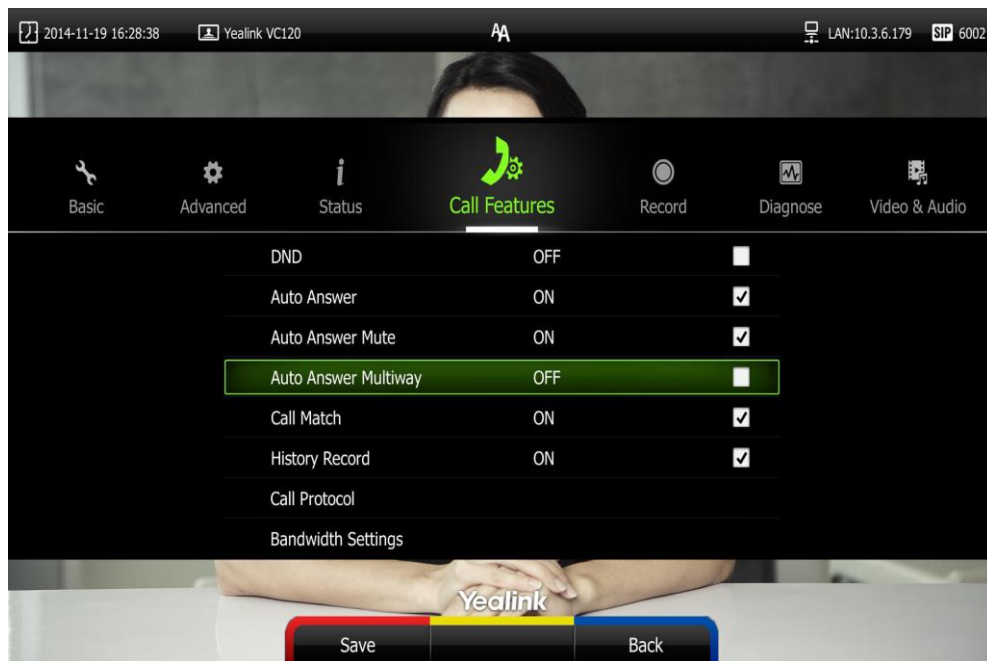 2014-11-19 16:28:38 Yealink VC120 AA LAN:10.3.6.179 SIP 6002
Basic Advanced Status Call Features Record Diagnose Video & Audio
DND OFF
Auto Answer ON
Auto Answer Mute ON
Auto Answer Multiway OFF
Call Match ON
History Record ON
Call Protocol
Bandwidth Settings
Yealink
Save Back